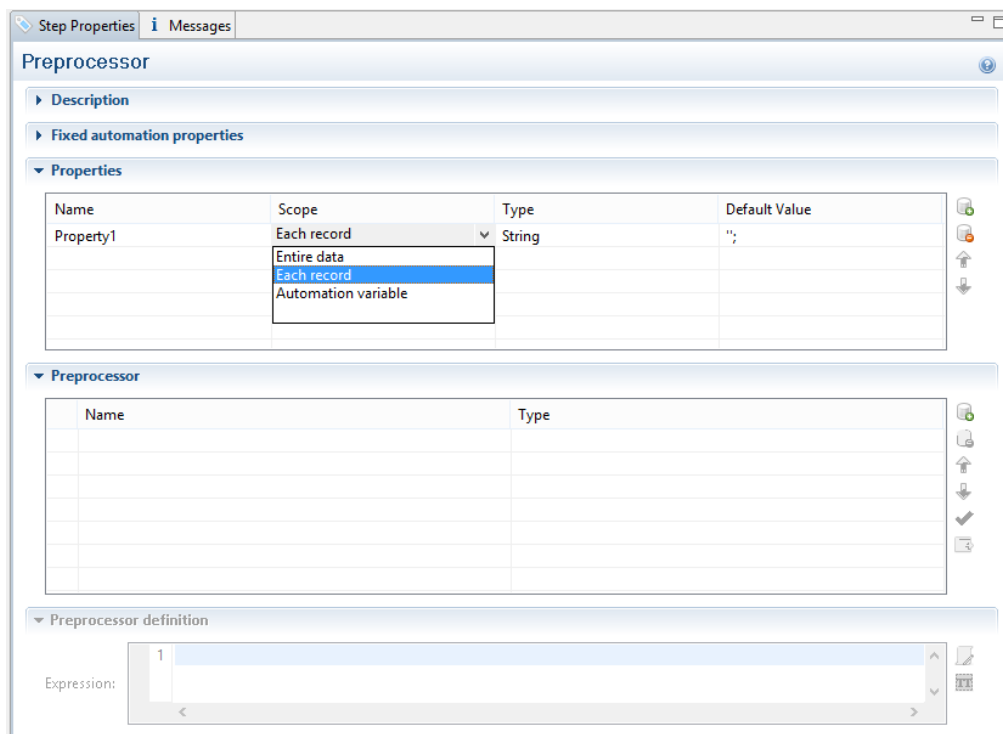 Step Properties i Messages
Preprocessor
Description
Fixed automation properties
Properties
Name Scope Type Default Value
Property1 Each record String '';
Entire data
Each record
Automation variable
Preprocessor
Name Type
Preprocessor definition
1
Expression: